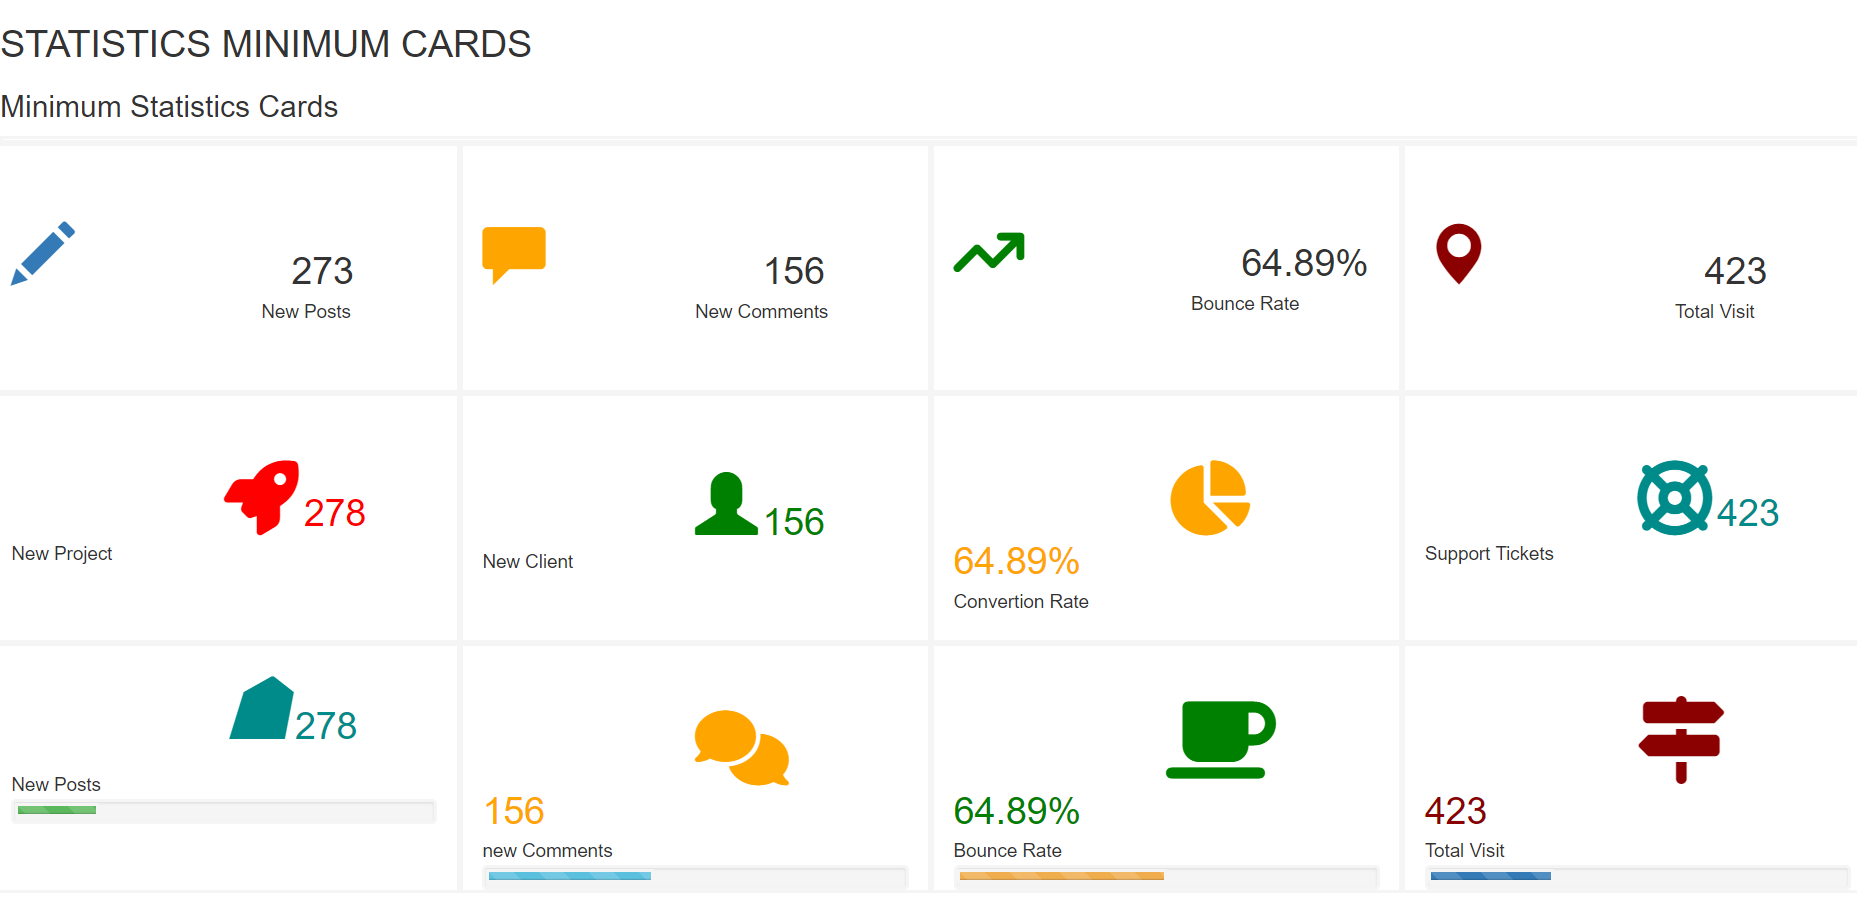 STATISTICS MINIMUM CARDS
Minimum Statistics Cards
273
New Posts
156
New Comments
64.89%
Bounce Rate
423
Total Visit
278
New Project
156
New Client
64.89%
Convertion Rate
423
Support Tickets
278
New Posts
156
new Comments
64.89%
Bounce Rate
423
Total Visit